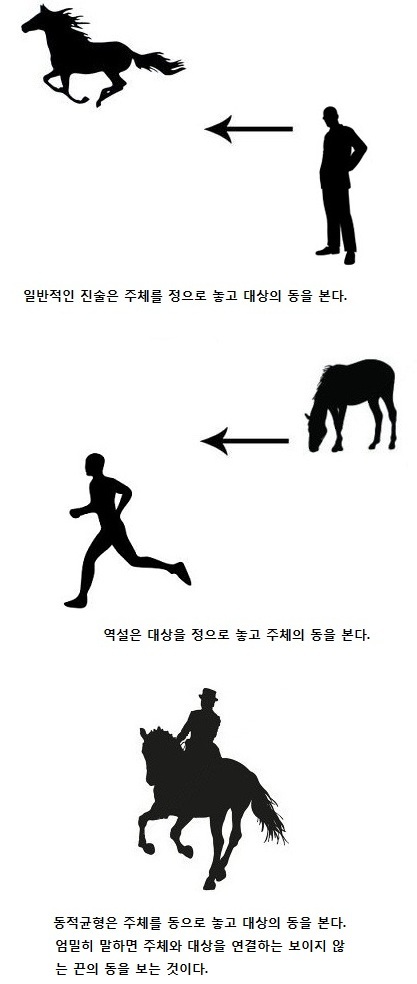 일반적인 진술은 주체를 정으로 놓고 대상의 동을 본다.
역설은 대상을 정으로 놓고 주체의 동을 본다.
동적균형은 주체를 동으로 놓고 대상의 동을 본다.
엄밀히 말하면 주체와 대상을 연결하는 보이지 않
는 끈의 동을 보는 것이다.